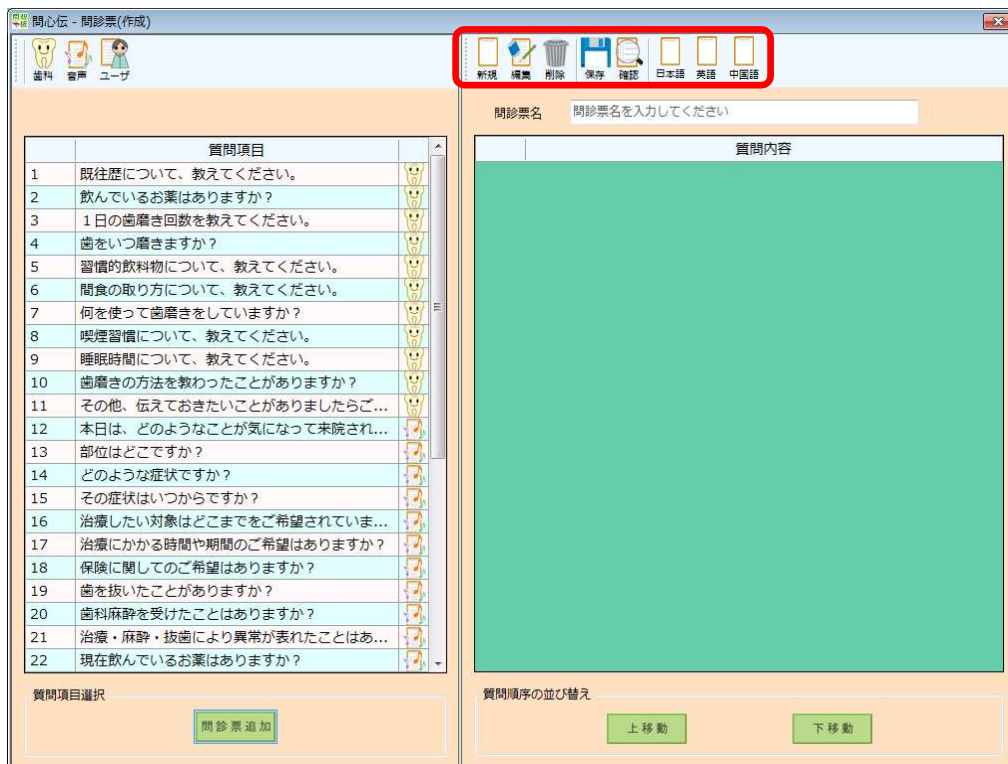 問心伝 - 問診票(作成)
歯科 音声 ユーザ
新規 編集 削除 保存 確認 日本語 英語 中国語
問診票名 問診票名を入力してください
質問項目
1 既往歴について、教えてください。
2 飲んでいるお薬はありますか？
3 １日の歯磨き回数を教えてください。
4 歯をいつ磨きますか？
5 習慣的飲料物について、教えてください。
6 間食の取り方について、教えてください。
7 何を使って歯磨きをしていますか？
8 喫煙習慣について、教えてください。
9 睡眠時間について、教えてください。
10 歯磨きの方法を教わったことがありますか？
11 その他、伝えておきたいことがありましたらご...
12 本日は、どのようなことが気になって来院され...
13 部位はどこですか？
14 どのような症状ですか？
15 その症状はいつからですか？
16 治療したい対象はどこまでをご希望されていま...
17 治療にかかる時間や期間のご希望はありますか？
18 保険に関してのご希望はありますか？
19 歯を抜いたことがありますか？
20 歯科麻酔を受けたことはありますか？
21 治療・麻酔・抜歯により異常が表れたことはあ...
22 現在飲んでいるお薬はありますか？
質問項目選択
問診票追加
質問内容
質問順序の並び替え
上移動 下移動